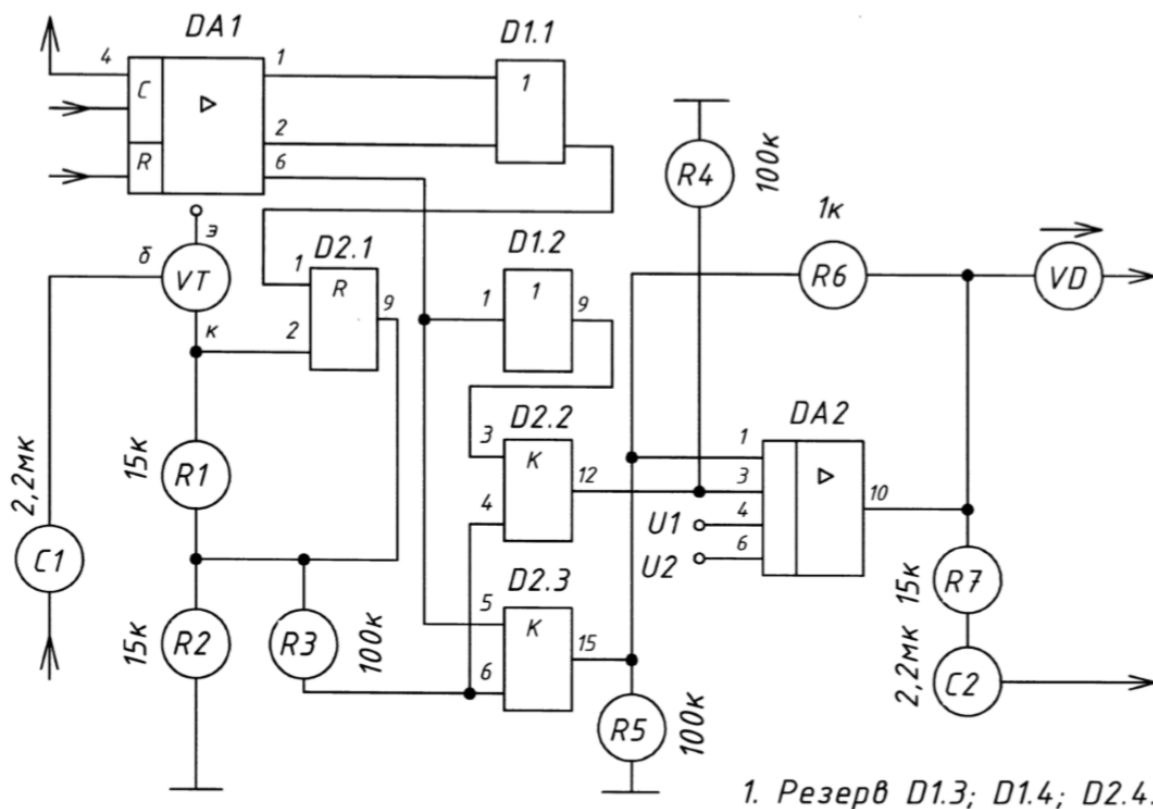 DA1
D1.1
4
C
R
1
2
6
1
R4
100к
1к
э
б
VT
к
D2.1
1
2
R
9
D1.2
1
1
9
R6
VD
D2.2
3
4
К
12
DA2
1
3
4
6
10
U1
U2
2,2мк
C1
15к
R1
15к
R2
R3
100к
D2.3
5
6
К
15
R5
100к
R7
15к
C2
2,2мк
1. Резерв D1.3; D1.4; D2.4.